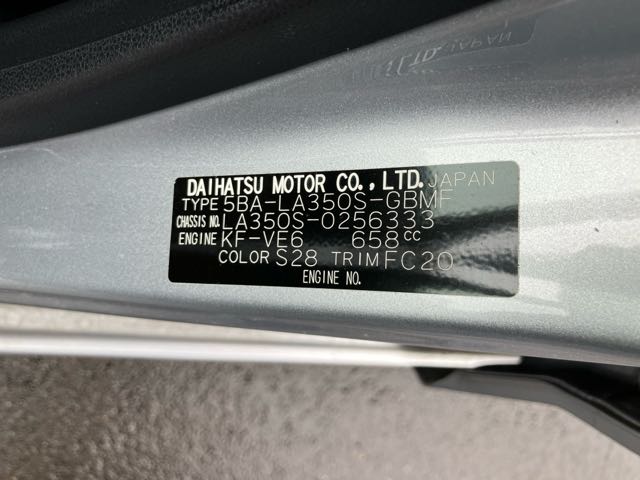 DAIHATSU MOTOR CO., LTD. JAPAN
TYPE 5BA-LA350S-GBMF
CHASSIS NO. LA350S-0256333
ENGINE KF-VE6 658cc
COLOR S28 TRIM FC20
ENGINE NO.